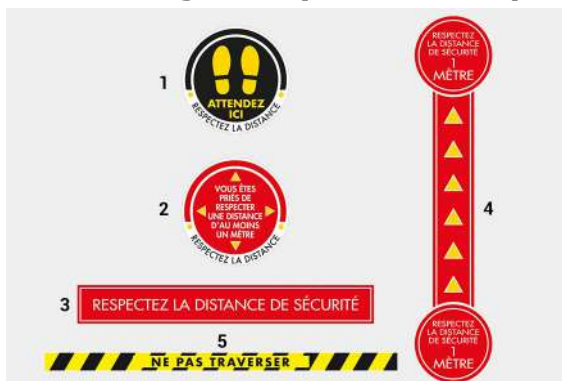 1
ATTENDEZ
ICI
RESPECTEZ LA DISTANCE
2
VOUS ÊTES
PRIÉS DE
RESPECTER
UNE DISTANCE
D'AU MOINS
UN MÈTRE
RESPECTEZ LA DISTANCE
3
RESPECTEZ LA DISTANCE DE SÉCURITÉ
5
NE PAS TRAVERSER
RESPECTEZ
LA DISTANCE
DE SÉCURITÉ
1
MÈTRE
4
RESPECTEZ
LA DISTANCE
DE SÉCURITÉ
1
MÈTRE